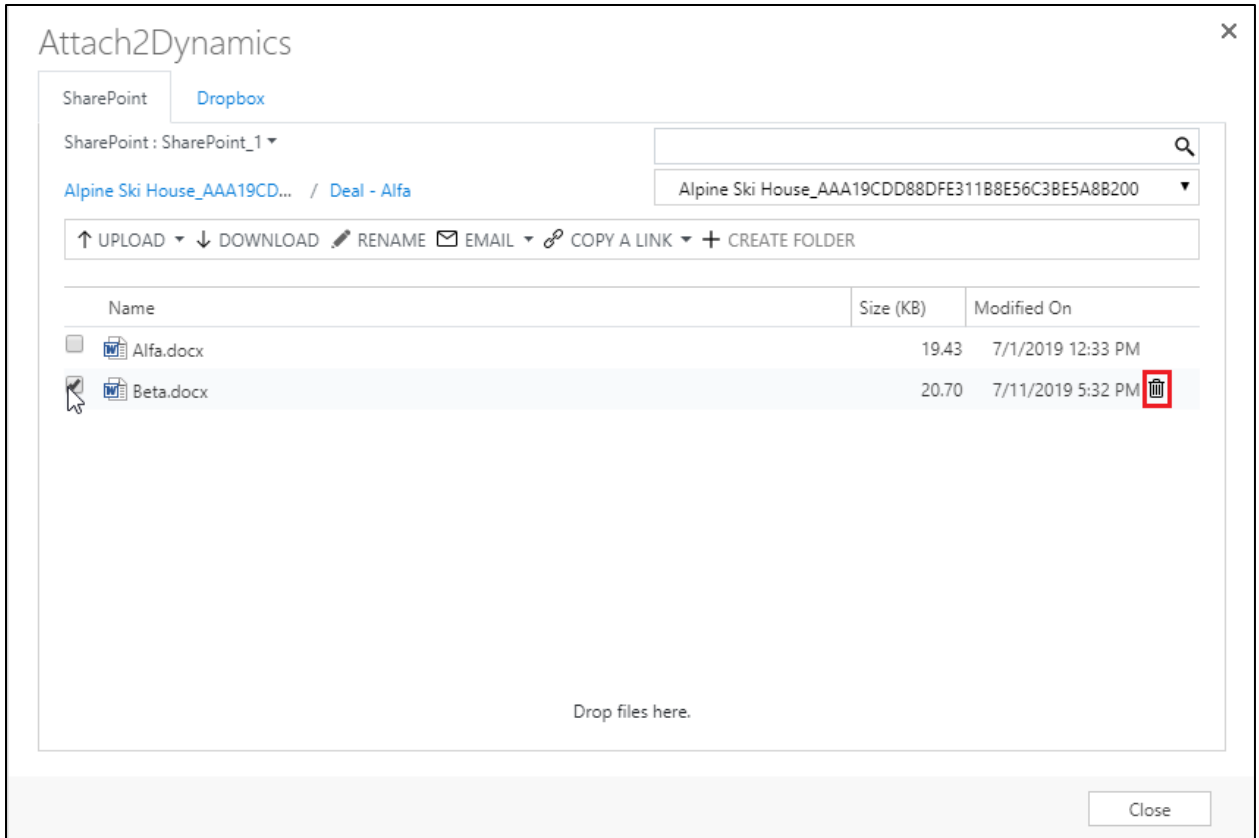 Attach2Dynamics
SharePoint Dropbox
SharePoint : SharePoint_1
Alpine Ski House_AAA19CD... / Deal - Alfa Alpine Ski House_AAA19CDD88DFE311B8E56C3BE5A8B200
UPLOAD DOWNLOAD RENAME EMAIL COPY A LINK CREATE FOLDER
Name Size (KB) Modified On
Alfa.docx 19.43 7/1/2019 12:33 PM
Beta.docx 20.70 7/11/2019 5:32 PM
Drop files here.
Close